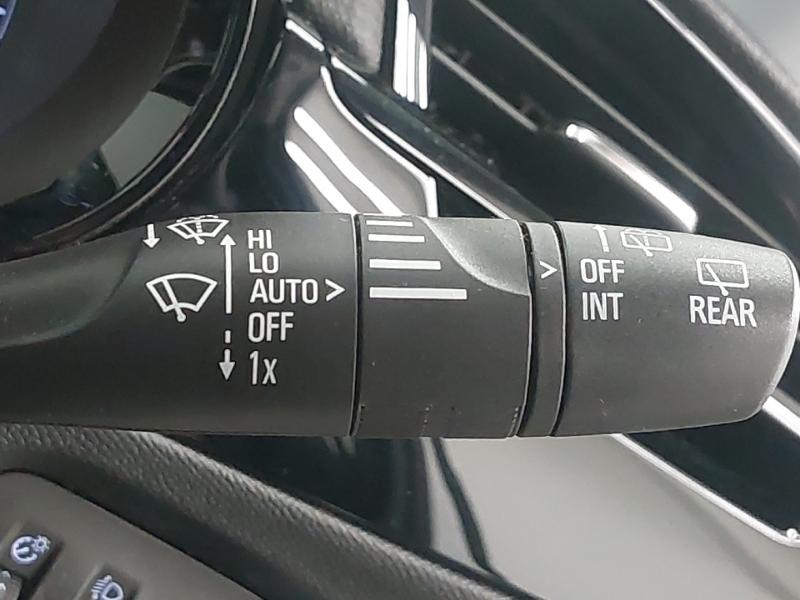 HI
LO
AUTO >
OFF
1x
>
OFF
INT
REAR